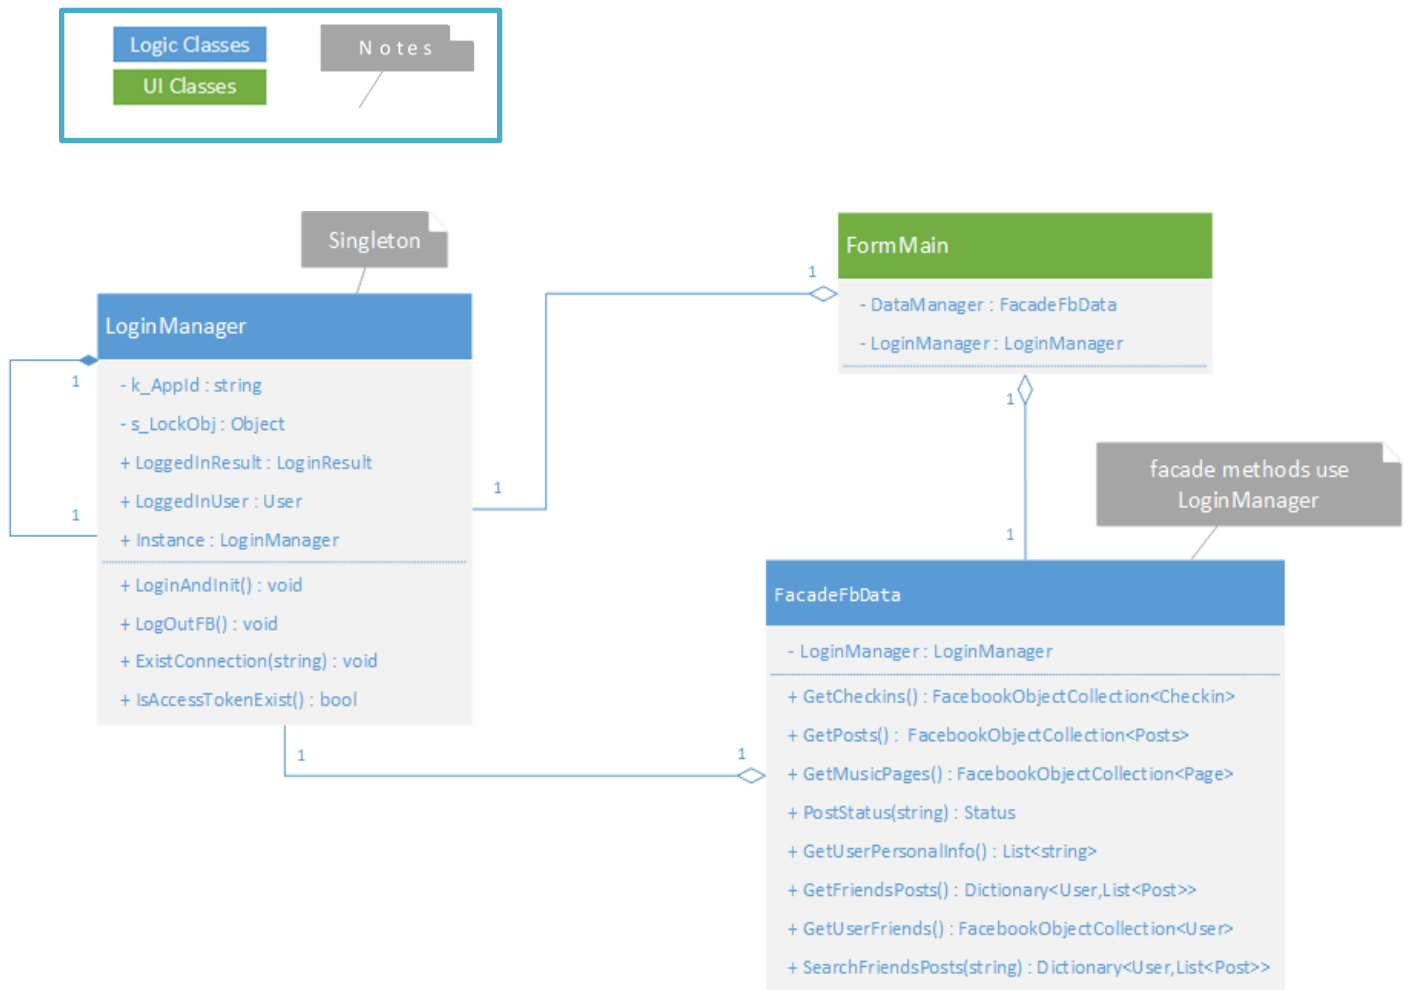 Logic Classes
UI Classes
Notes
Singleton
LoginManager
- k_AppId : string
- s_LockObj : Object
+ LoggedInResult : LoginResult
+ LoggedInUser : User
+ Instance : LoginManager
+ LoginAndInit() : void
+ LogOutFB() : void
+ ExistConnection(string) : void
+ IsAccessTokenExist() : bool
1
1
1
1
1
1
FormMain
- DataManager : FacadeFbData
- LoginManager : LoginManager
1
1
facade methods use
LoginManager
FacadeFbData
- LoginManager : LoginManager
+ GetCheckins() : FacebookObjectCollection<Checkin>
+ GetPosts() : FacebookObjectCollection<Posts>
+ GetMusicPages() : FacebookObjectCollection<Page>
+ PostStatus(string) : Status
+ GetUserPersonalInfo() : List<string>
+ GetFriendsPosts() : Dictionary<User,List<Post>>
+ GetUserFriends() : FacebookObjectCollection<User>
+ SearchFriendsPosts(string) : Dictionary<User,List<Post>>